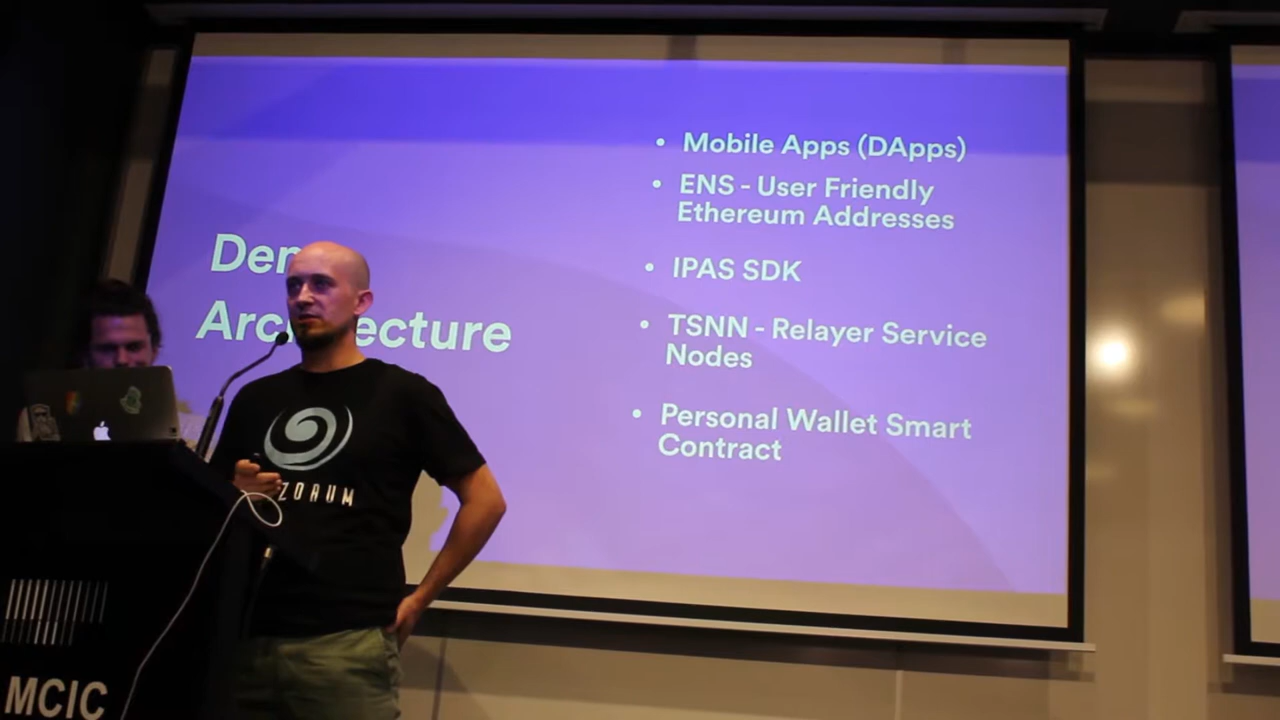 Architecture
• Mobile Apps (DApps)
• ENS - User Friendly
Ethereum Addresses
• IPAS SDK
• TSNN - Relayer Service
Nodes
• Personal Wallet Smart
Contract
ZORUM
MCIC